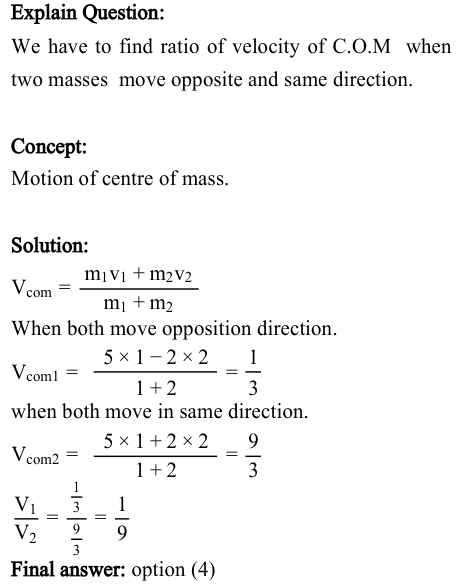 Explain Question:
We have to find ratio of velocity of C.O.M when
two masses move opposite and same direction.
Concept:
Motion of centre of mass.
Solution:
V_com = (m₁v₁ + m₂v₂) / (m₁ + m₂)
When both move opposition direction.
V_com1 = (5 × 1 − 2 × 2) / (1 + 2) = 1/3
when both move in same direction.
V_com2 = (5 × 1 + 2 × 2) / (1 + 2) = 9/3
V₁/V₂ = (1/3) / (9/3) = 1/9
Final answer: option (4)